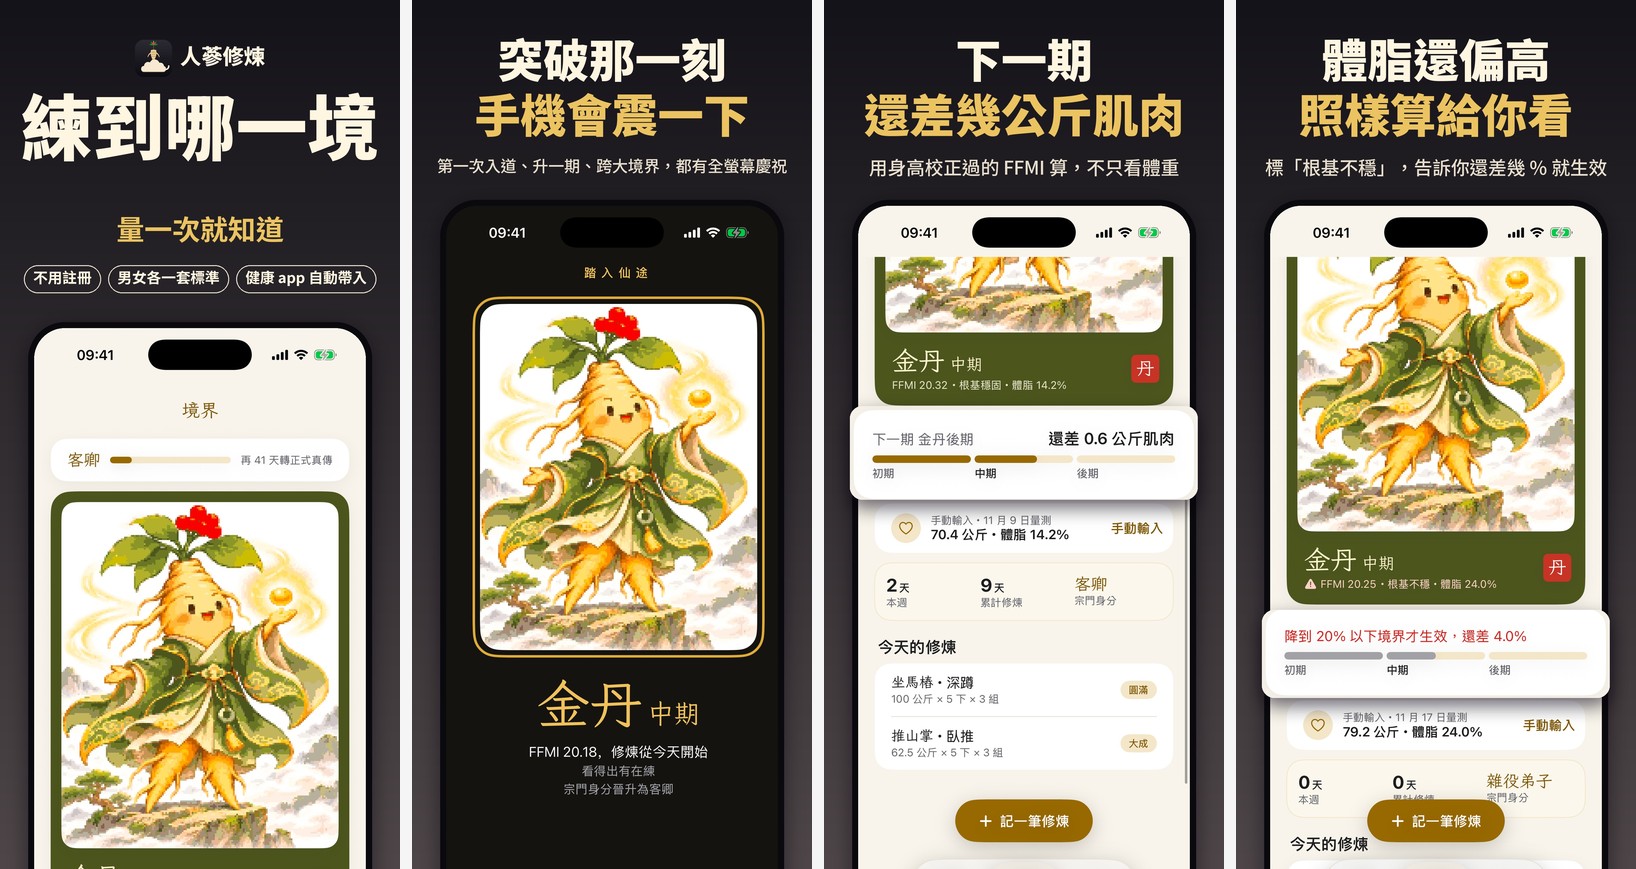 人蔘修煉
練到哪一境
量一次就知道
不用註冊
男女各一套標準
健康 app 自動帶入
09:41
境界
客卿
再 41 天轉正式真傳
突破那一刻
手機會震一下
第一次入道、升一期、跨大境界，都有全螢幕慶祝
09:41
踏入仙途
金丹 中期
FFMI 20.18，修煉從今天開始
看得出有在練
宗門身分晉升為客卿
下一期
還差幾公斤肌肉
用身高校正過的 FFMI 算，不只看體重
09:41
金丹 中期
丹
FFMI 20.32・根基穩固・體脂 14.2%
下一期 金丹後期
還差 0.6 公斤肌肉
初期
中期
後期
手動輸入・11 月 9 日量測
70.4 公斤・體脂 14.2%
手動輸入
2 天
本週
9 天
累計修煉
客卿
宗門身分
今天的修煉
坐馬樁・深蹲
100 公斤 × 5 下 × 3 組
圓滿
推山掌・臥推
62.5 公斤 × 5 下 × 3 組
大成
＋ 記一筆修煉
體脂還偏高
照樣算給你看
標「根基不穩」，告訴你還差幾 % 就生效
09:41
金丹 中期
丹
FFMI 20.25・根基不穩・體脂 24.0%
降到 20% 以下境界才生效，還差 4.0%
初期
中期
後期
手動輸入・11 月 17 日量測
79.2 公斤・體脂 24.0%
手動輸入
0 天
本週
0 天
雜役弟子
宗門身分
＋ 記一筆修煉
今天的修煉